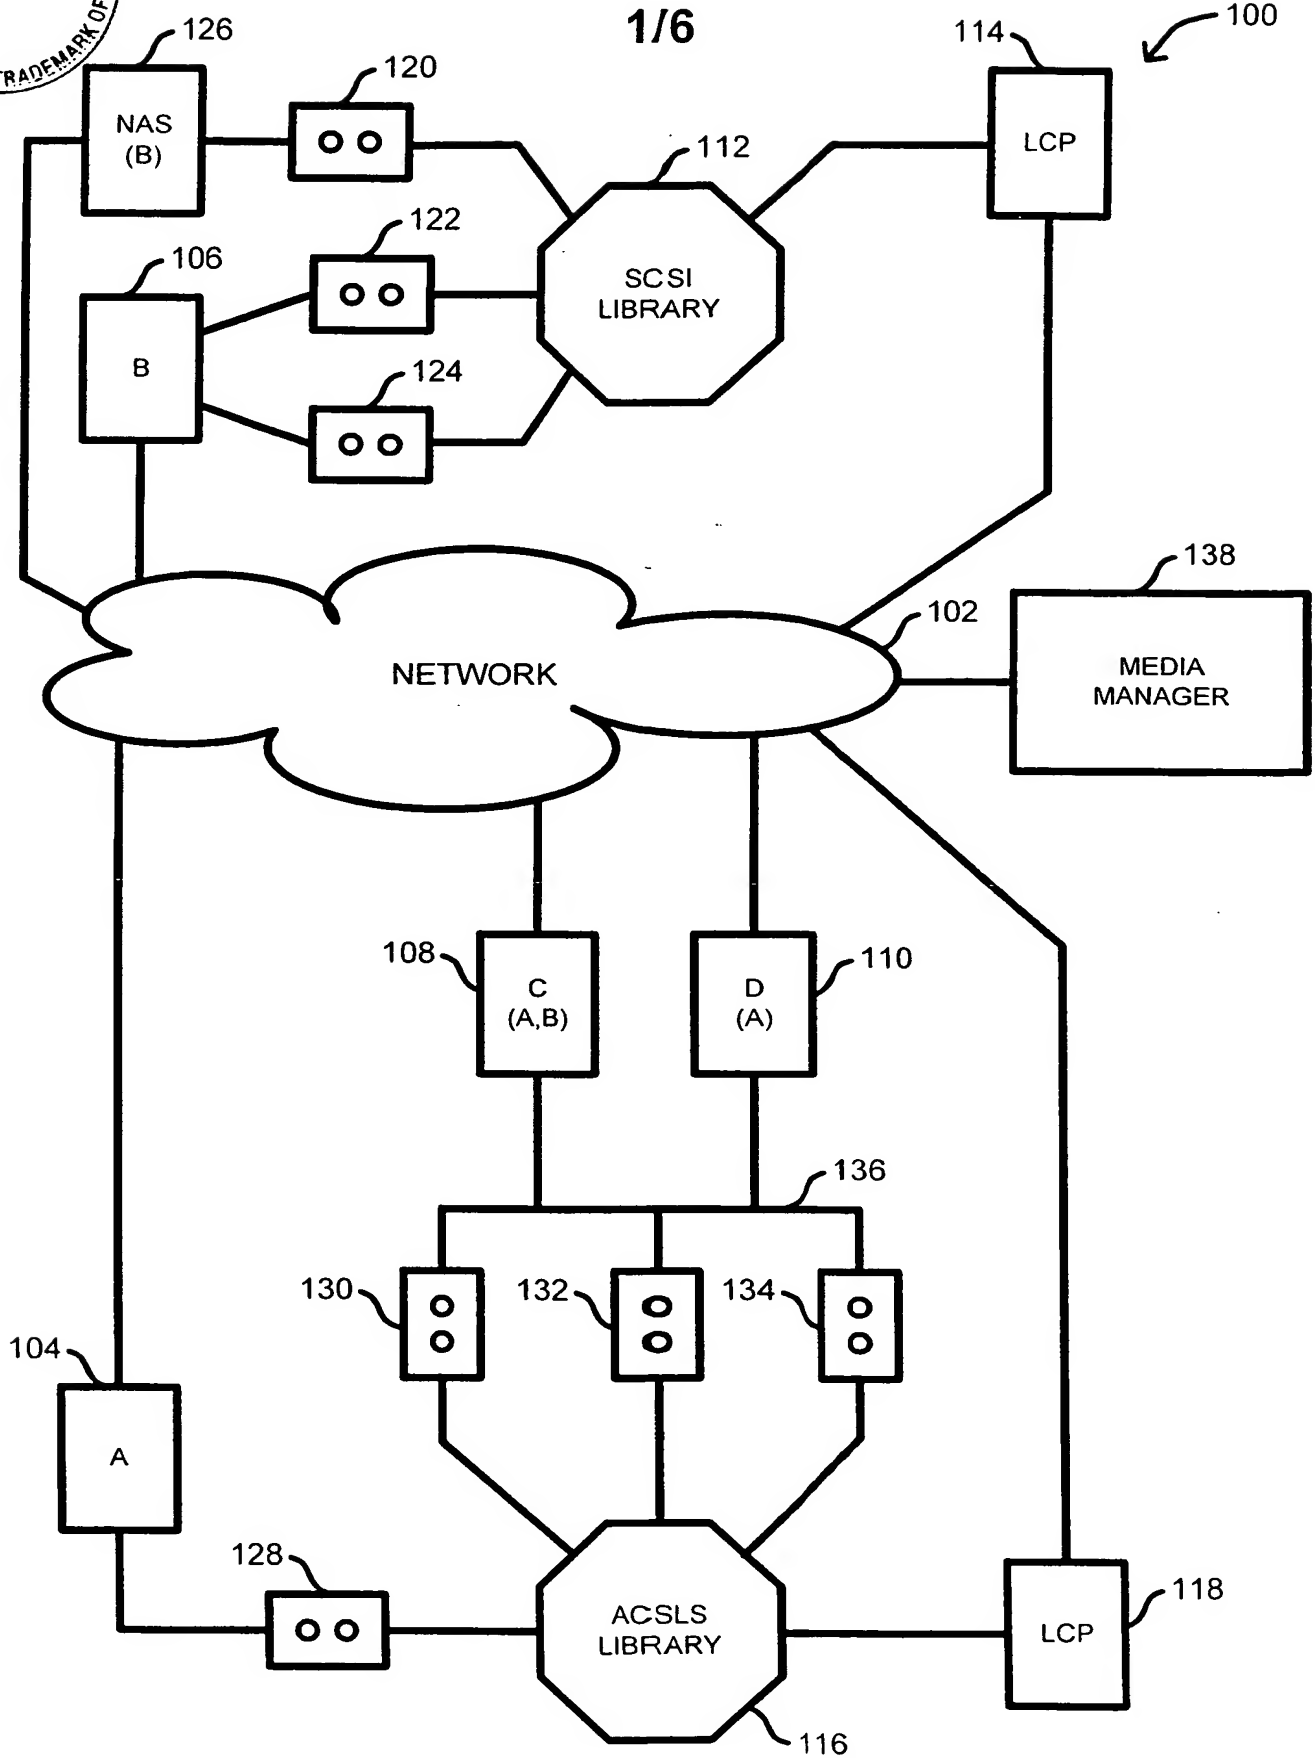 1/6
TRADEMARK OF
126
120
114
100
NAS
(B)
LCP
112
122
SCSI
LIBRARY
106
B
124
138
102
NETWORK
MEDIA
MANAGER
108
C
(A,B)
D
(A)
110
136
130
132
134
104
A
128
ACSLS
LIBRARY
LCP
118
116